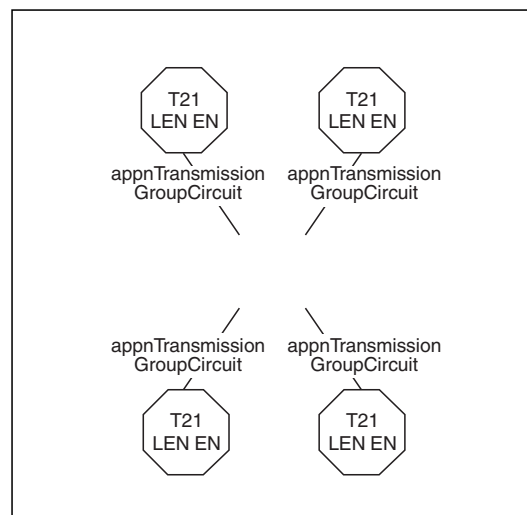 T21
LEN EN
T21
LEN EN
appnTransmission
GroupCircuit
appnTransmission
GroupCircuit
appnTransmission
GroupCircuit
appnTransmission
GroupCircuit
T21
LEN EN
T21
LEN EN